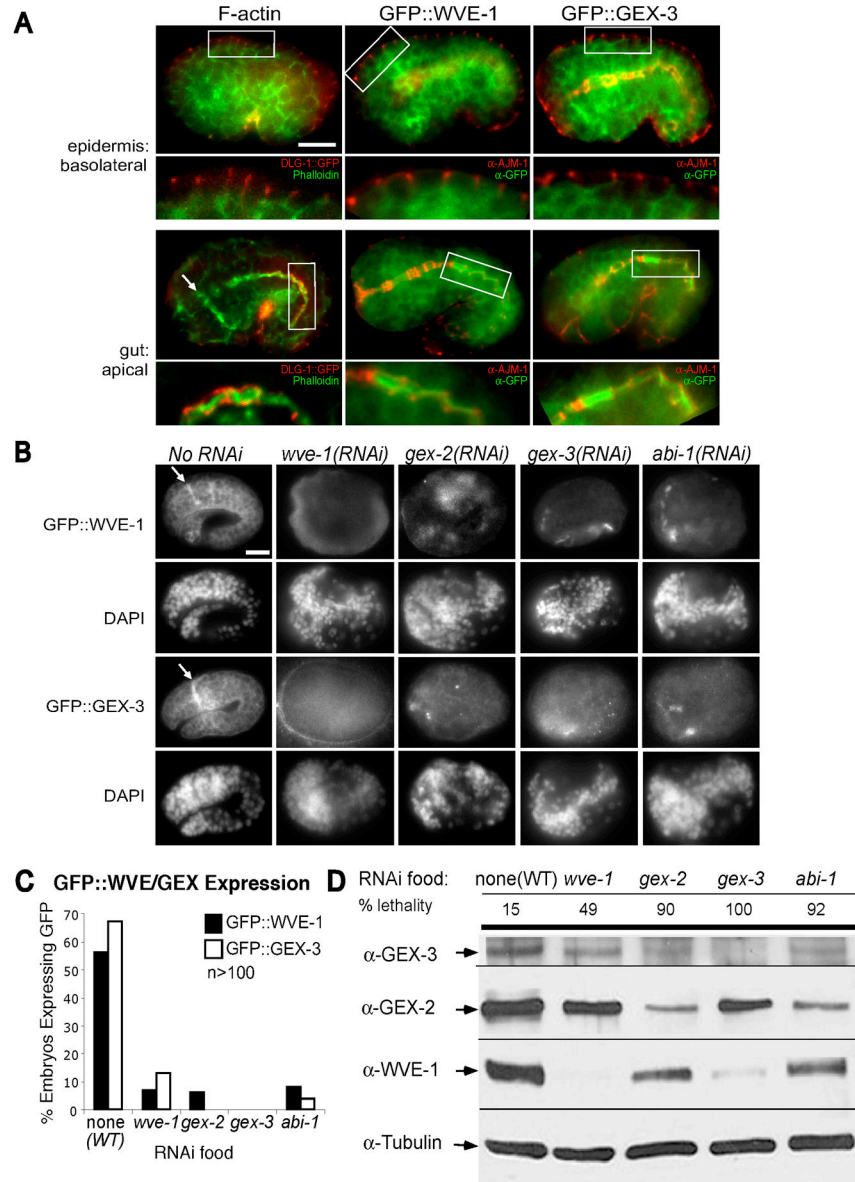 A
F-actin GFP::WVE-1 GFP::GEX-3
epidermis:
basolateral
DLG-1::GFP
Phalloidin
α-AJM-1
α-GFP
α-AJM-1
α-GFP
gut:
apical
DLG-1::GFP
Phalloidin
α-AJM-1
α-GFP
α-AJM-1
α-GFP
B
No RNAi wve-1(RNAi) gex-2(RNAi) gex-3(RNAi) abi-1(RNAi)
GFP::WVE-1
DAPI
GFP::GEX-3
DAPI
C GFP::WVE/GEX Expression
% Embryos Expressing GFP
70
60
50
40
30
20
10
0
GFP::WVE-1
GFP::GEX-3
n>100
none wve-1 gex-2 gex-3 abi-1
(WT)
RNAi food
D RNAi food: none(WT) wve-1 gex-2 gex-3 abi-1
% lethality
15 49 90 100 92
α-GEX-3
α-GEX-2
α-WVE-1
α-Tubulin